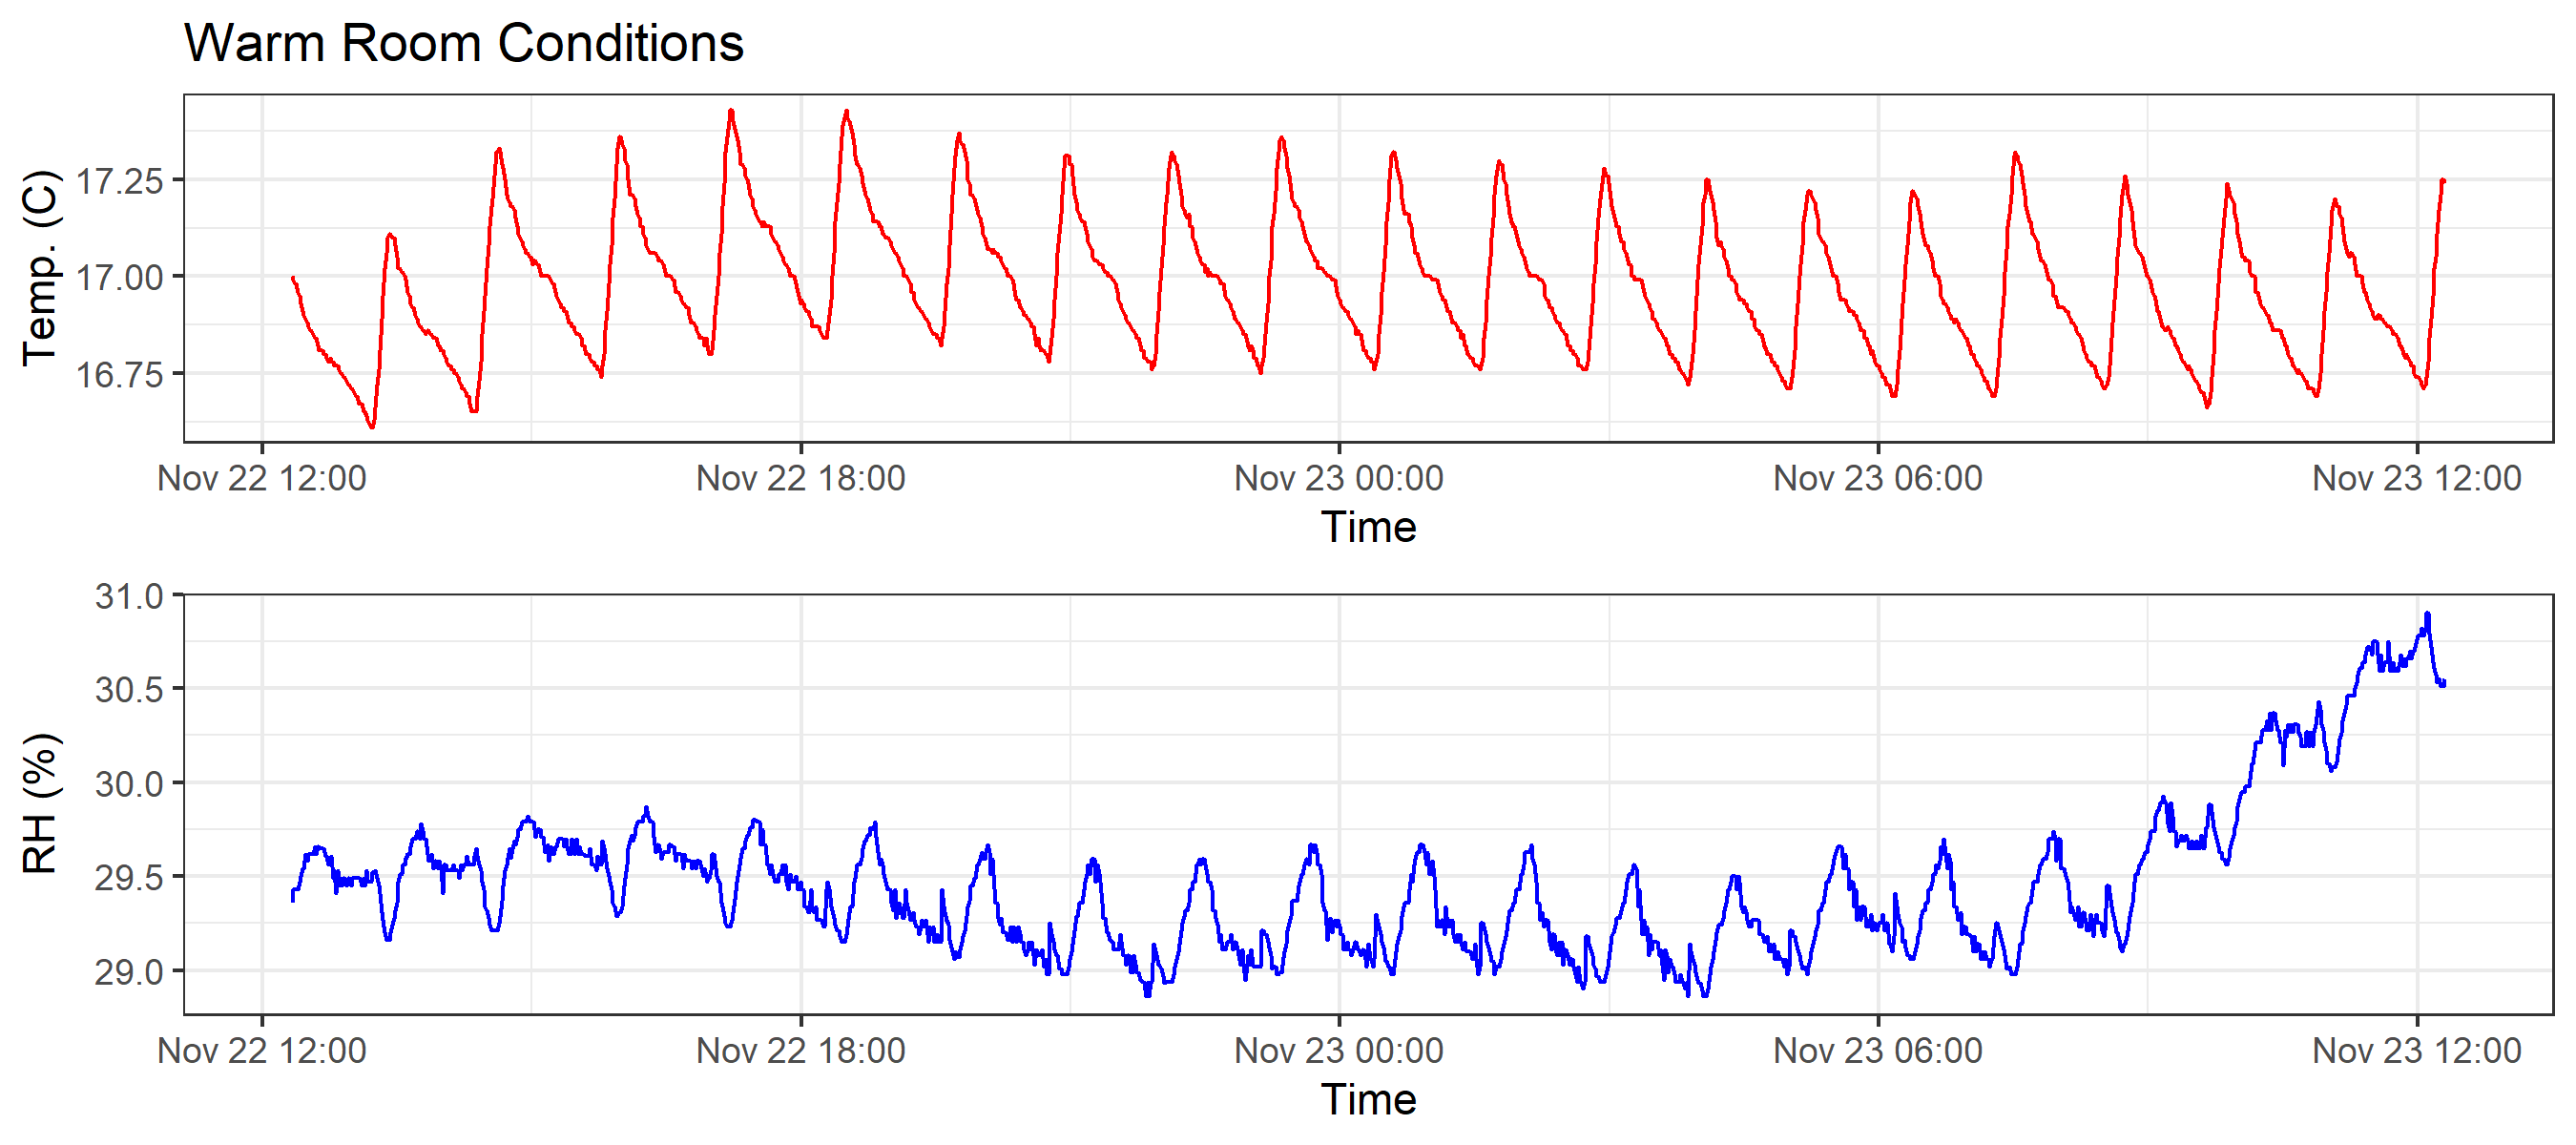 Warm Room Conditions
Temp. (C)
17.25
17.00
16.75
Nov 22 12:00 Nov 22 18:00 Nov 23 00:00 Nov 23 06:00 Nov 23 12:00
Time
RH (%)
31.0
30.5
30.0
29.5
29.0
Nov 22 12:00 Nov 22 18:00 Nov 23 00:00 Nov 23 06:00 Nov 23 12:00
Time